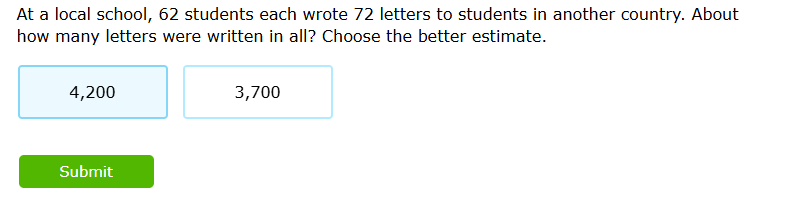 At a local school, 62 students each wrote 72 letters to students in another country. About
how many letters were written in all? Choose the better estimate.
4,200
3,700
Submit